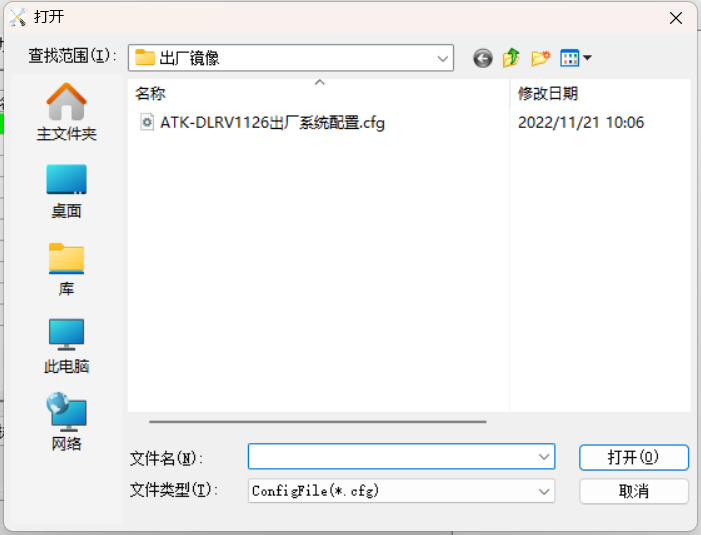 打开
查找范围(I):
出厂镜像
名称
修改日期
ATK-DLRV1126出厂系统配置.cfg
2022/11/21 10:06
主文件夹
桌面
库
此电脑
网络
文件名(N):
打开(O)
文件类型(T):
ConfigFile(*.cfg)
取消